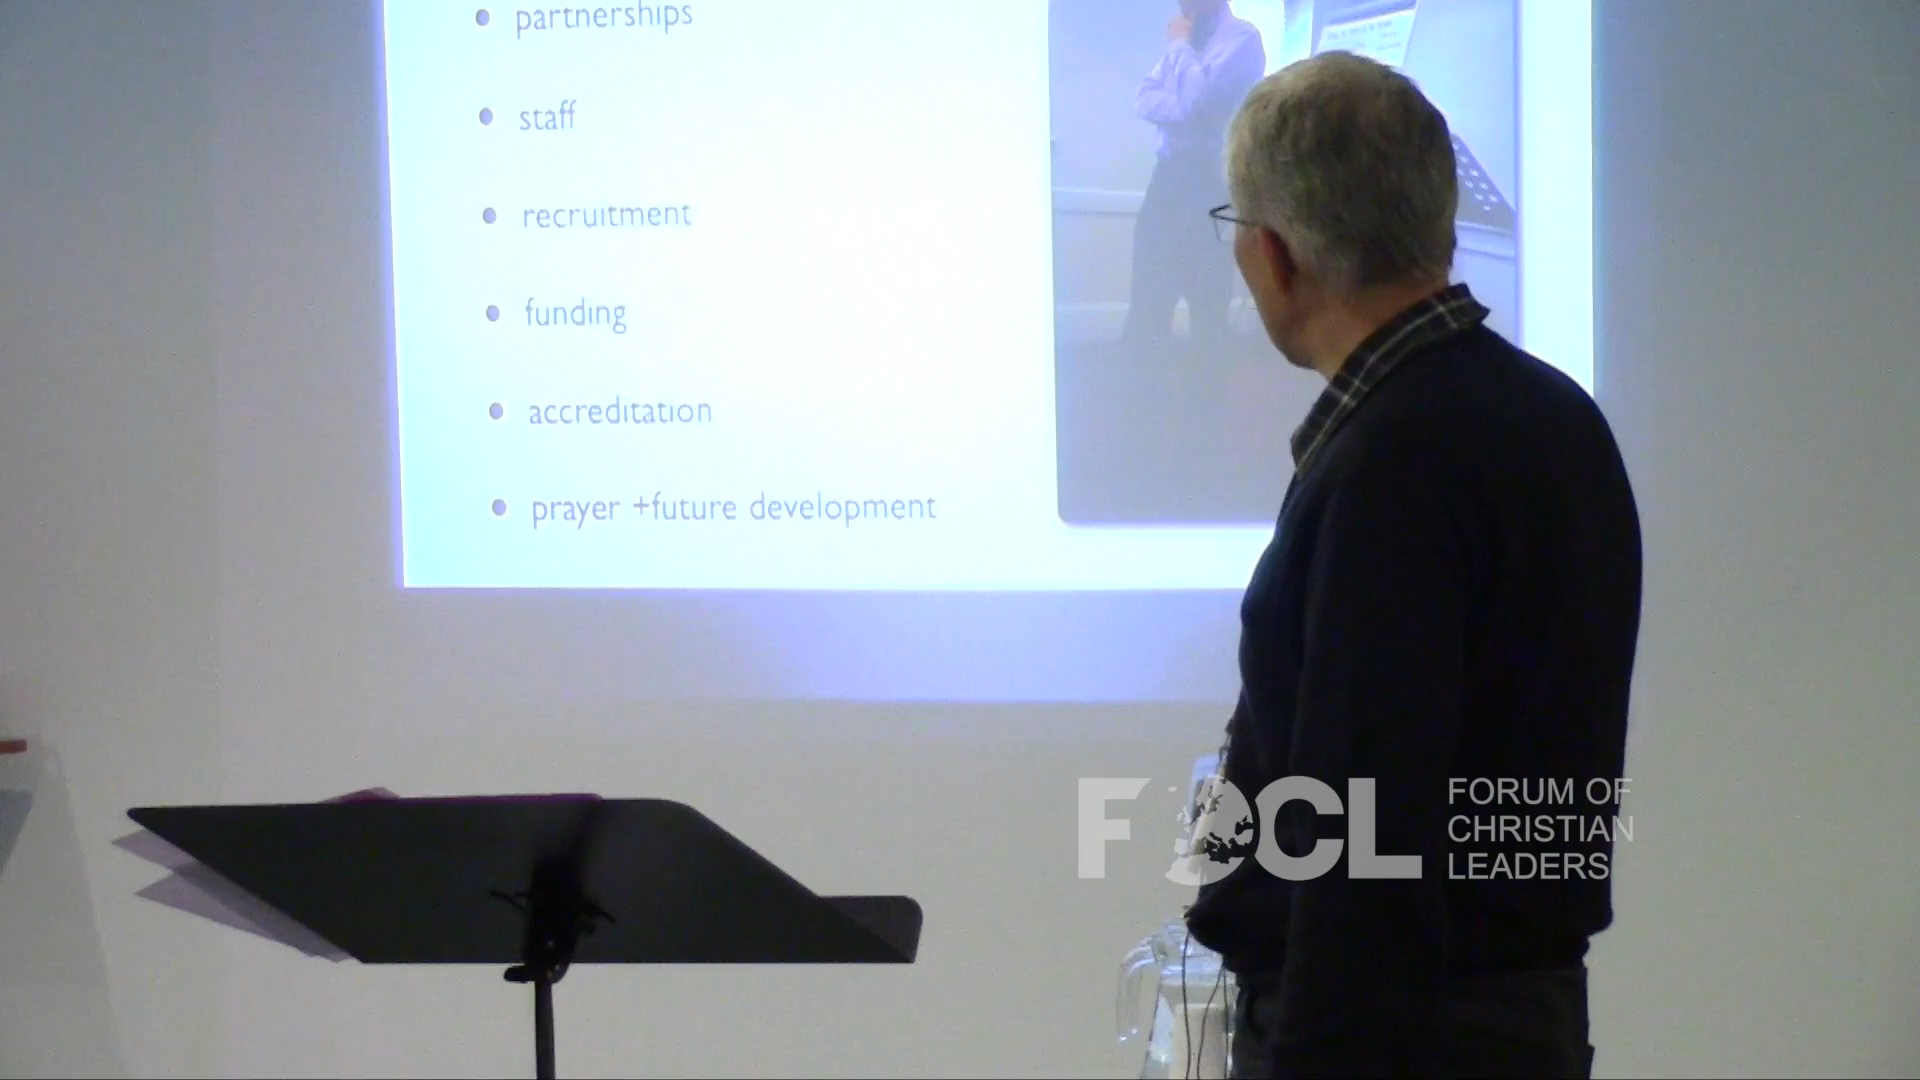 partnerships
staff
recruitment
funding
accreditation
prayer +future development
FOCL
FORUM OF
CHRISTIAN
LEADERS